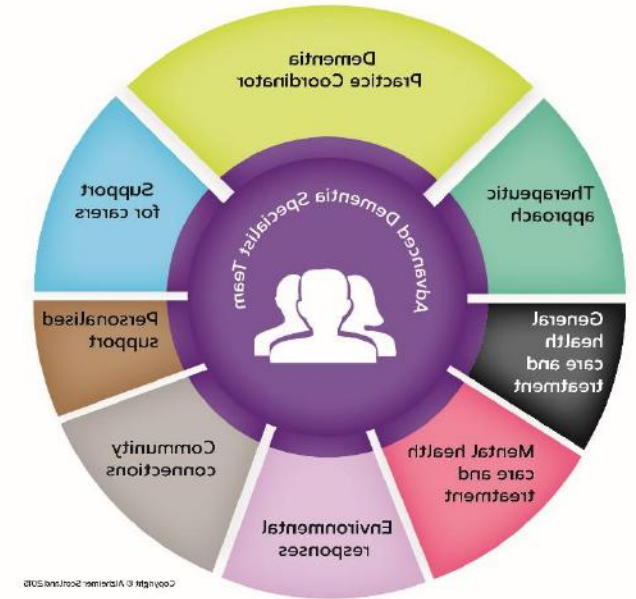 Dementia
Practice Coordinator
Support
for carers
Therapeutic
approach
Advanced Dementia Specialist Team
Personalised
support
General
health
and care
treatment
Community
connections
Mental health
care and
treatment
Environmental
responses
Copyright © Alzheimer Scotland 2015